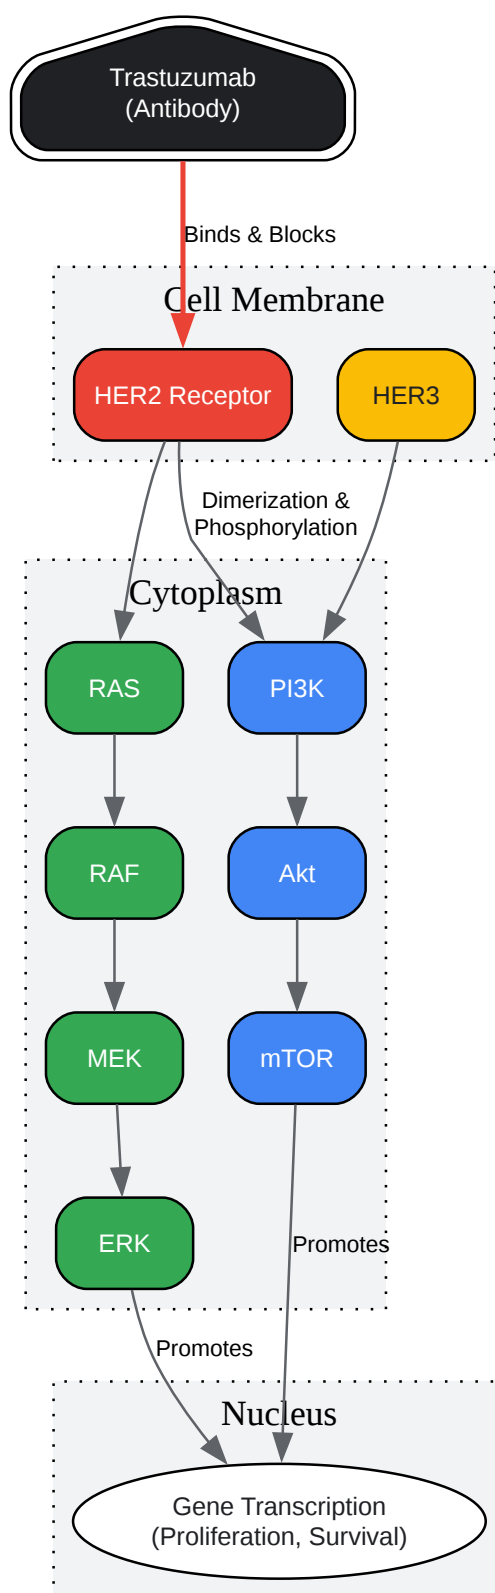 Trastuzumab
(Antibody)
Binds & Blocks
Cell Membrane
HER2 Receptor
HER3
Dimerization &
Phosphorylation
Cytoplasm
RAS
PI3K
RAF
Akt
MEK
mTOR
ERK
Promotes
Promotes
Nucleus
Gene Transcription
(Proliferation, Survival)